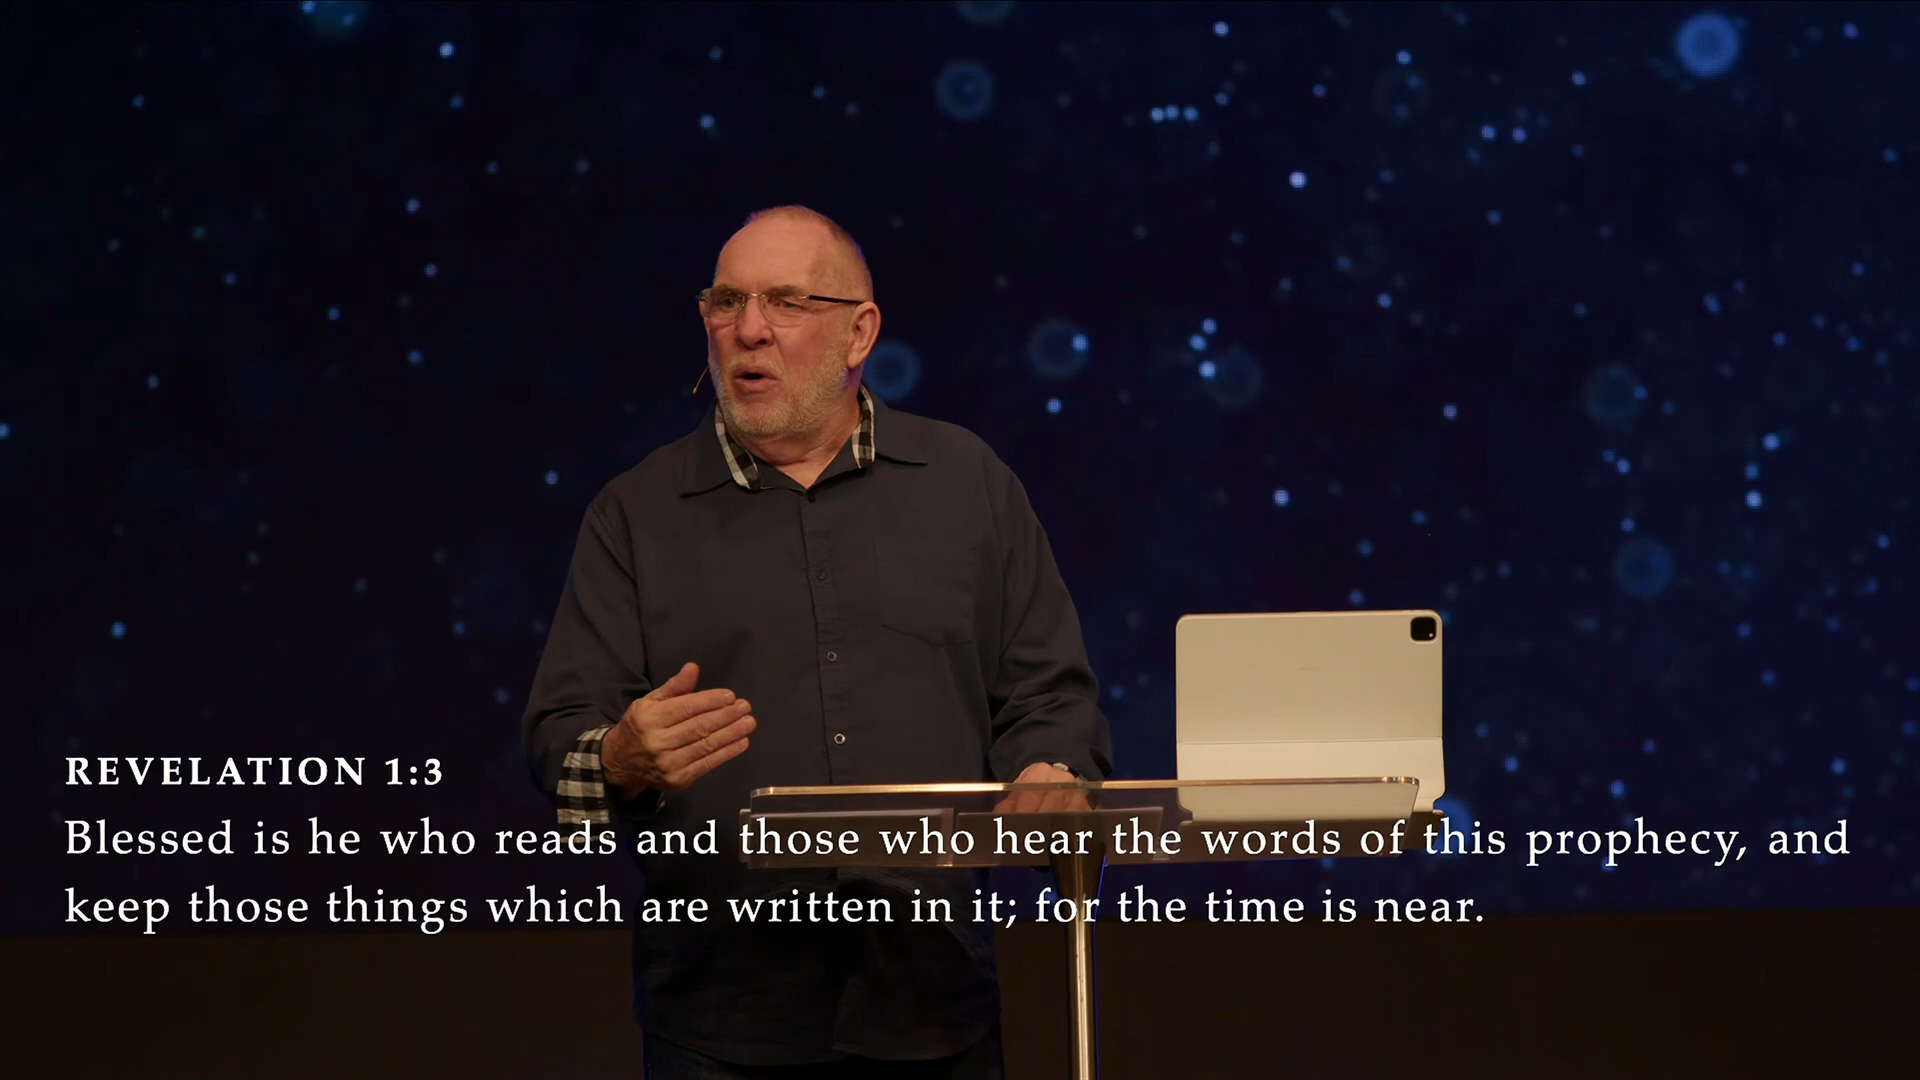 REVELATION 1:3
Blessed is he who reads and those who hear the words of this prophecy, and
keep those things which are written in it; for the time is near.